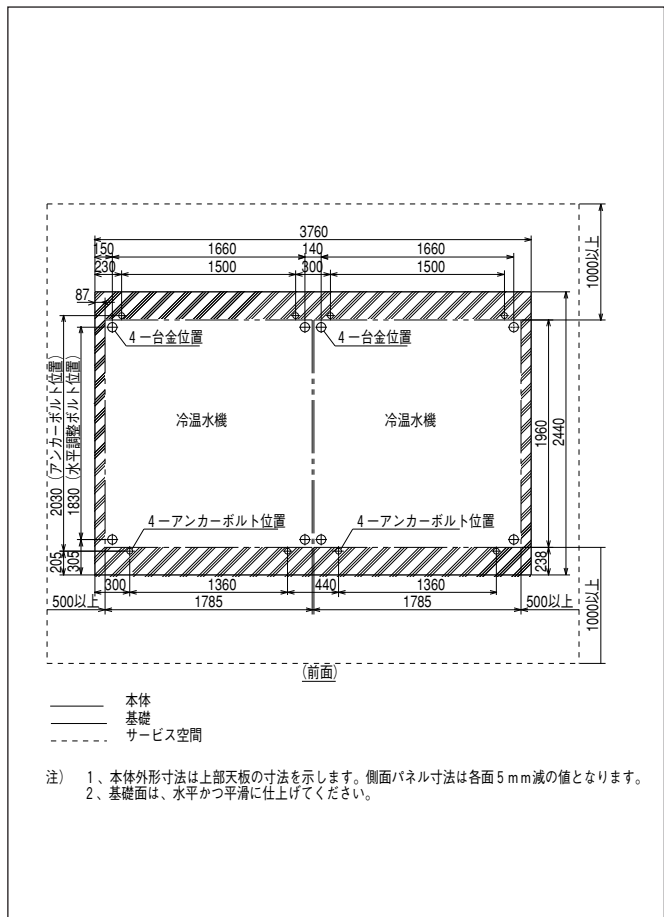 3760
150 1660 140 1660
230 1500 300 1500
87
1000以上
4－台金位置 4－台金位置
2030（アンカーボルト位置）
1830（水平調整ボルト位置）
冷温水機 冷温水機
1960
2440
4－アンカーボルト位置 4－アンカーボルト位置
205
305
238
300 1360 440 1360
500以上 1785 1785 500以上
1000以上
(前面)
本体
基礎
サービス空間
注） 1、本体外形寸法は上部天板の寸法を示します。側面パネル寸法は各面5mm減の値となります。
2、基礎面は、水平かつ平滑に仕上げてください。